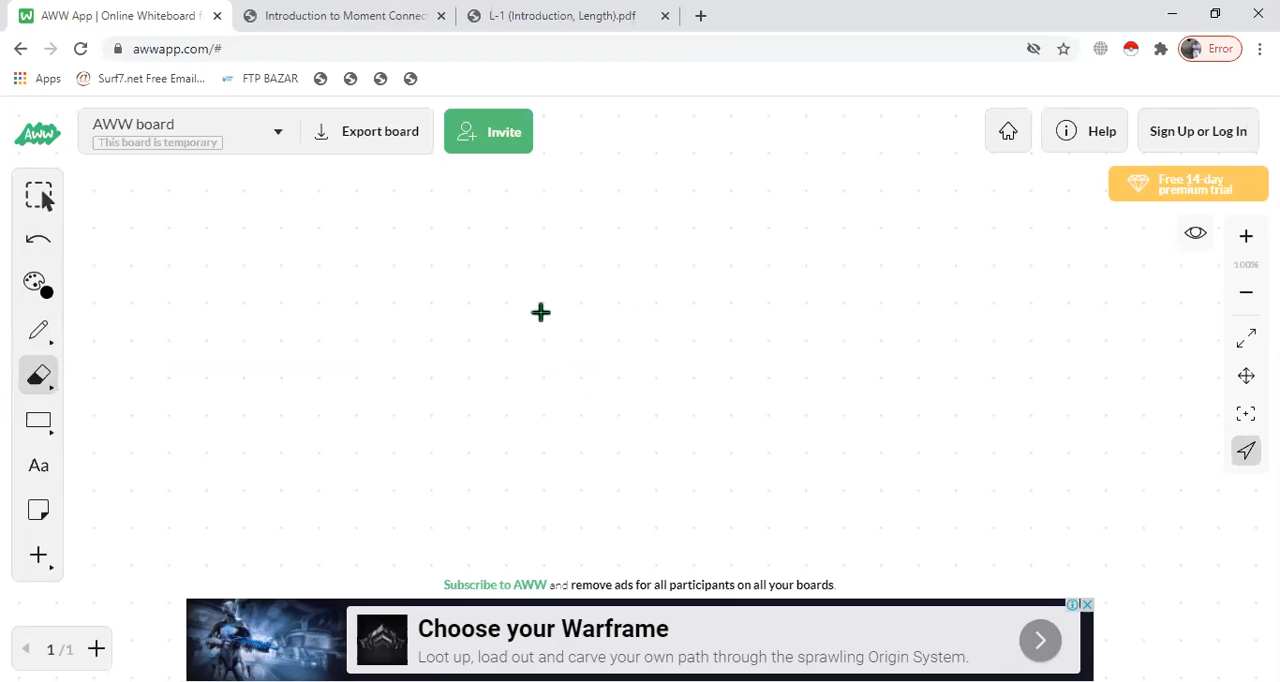 AWW App | Online Whiteboard f
Introduction to Moment Connec
L-1 (Introduction, Length).pdf
awwapp.com/#
Error
Apps
Surf7.net Free Email...
FTP BAZAR
AWW
AWW board
This board is temporary
Export board
Invite
Help
Sign Up or Log In
Free 14-day
premium trial
100%
Aa
Subscribe to AWW and remove ads for all participants on all your boards.
Choose your Warframe
Loot up, load out and carve your own path through the sprawling Origin System.
1 /1